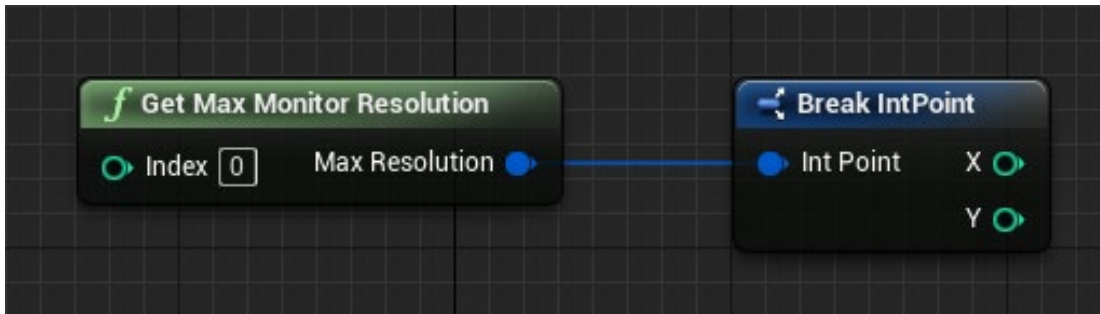 f Get Max Monitor Resolution
Index 0 Max Resolution
Break IntPoint
Int Point X
Y